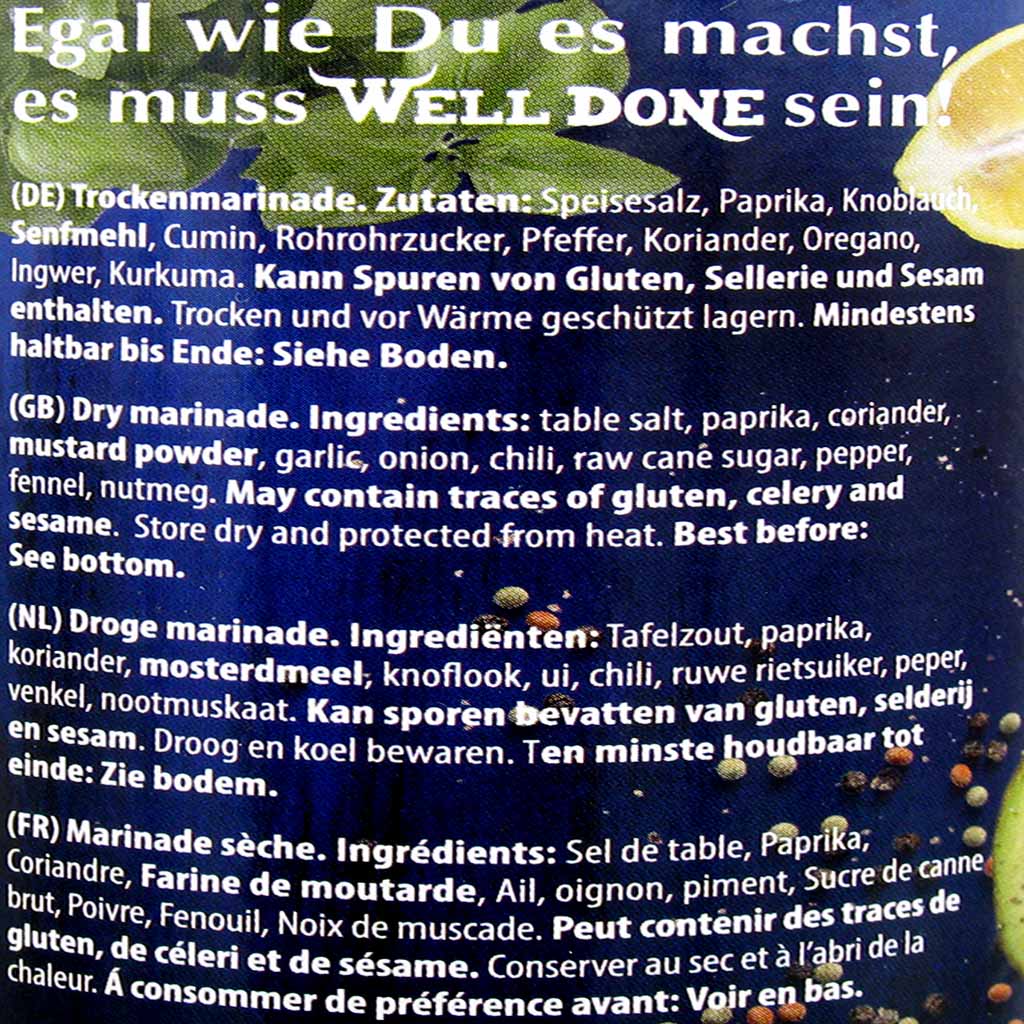 Egal wie Du es machst,
es muss WELL DONE sein!
(DE) Trockenmarinade. Zutaten: Speisesalz, Paprika, Knoblauch,
Senfmehl, Cumin, Rohrohrzucker, Pfeffer, Koriander, Oregano,
Ingwer, Kurkuma. Kann Spuren von Gluten, Sellerie und Sesam
enthalten. Trocken und vor Wärme geschützt lagern. Mindestens
haltbar bis Ende: Siehe Boden.
(GB) Dry marinade. Ingredients: table salt, paprika, coriander,
mustard powder, garlic, onion, chili, raw cane sugar, pepper,
fennel, nutmeg. May contain traces of gluten, celery and
sesame. Store dry and protected from heat. Best before:
See bottom.
(NL) Droge marinade. Ingrediënten: Tafelzout, paprika,
koriander, mosterdmeel, knoflook, ui, chili, ruwe rietsuiker, peper,
venkel, nootmuskaat. Kan sporen bevatten van gluten, selderij
en sesam. Droog en koel bewaren. Ten minste houdbaar tot
einde: Zie bodem.
(FR) Marinade sèche. Ingrédients: Sel de table, Paprika,
Coriandre, Farine de moutarde, Ail, oignon, piment, Sucre de canne
brut, Poivre, Fenouil, Noix de muscade. Peut contenir des traces de
gluten, de céleri et de sésame. Conserver au sec et à l'abri de la
chaleur. Á consommer de préférence avant: Voir en bas.